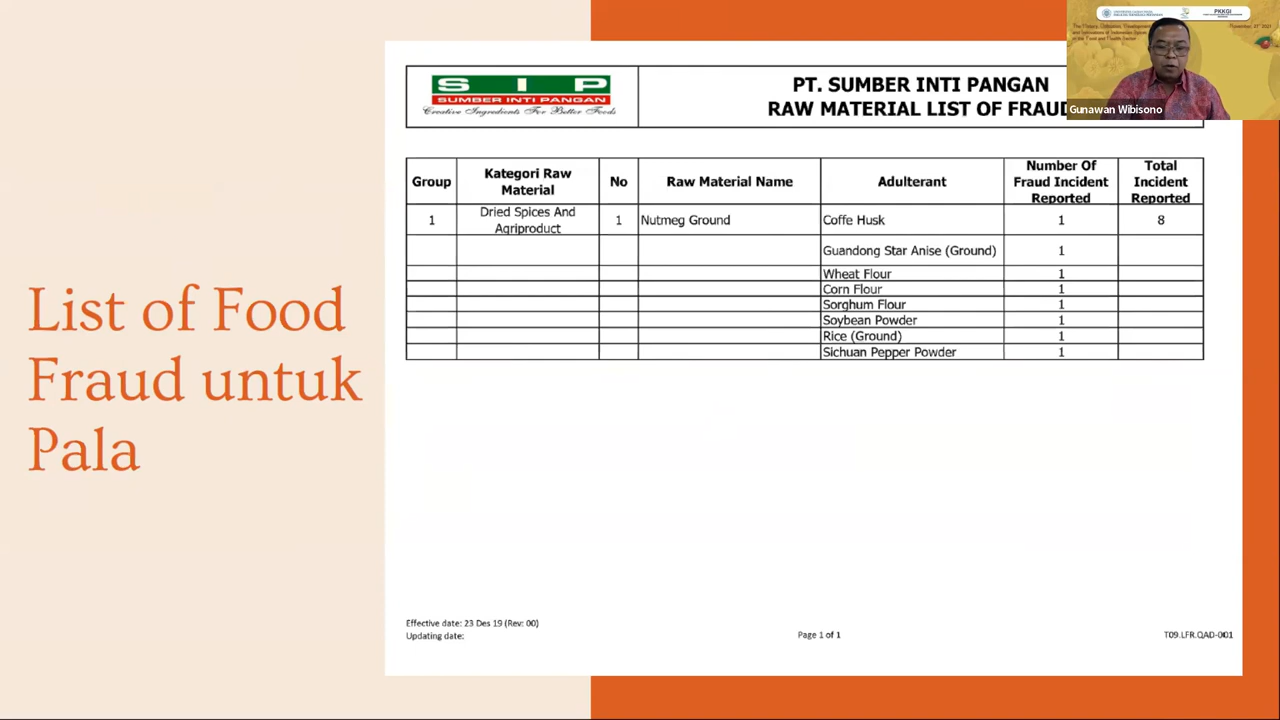 List of Food
Fraud untuk
Pala
S I P
SUMBER INTI PANGAN
Creative Ingredients For Better Foods
PT. SUMBER INTI PANGAN
RAW MATERIAL LIST OF FRAUD
Group Kategori Raw Material No Raw Material Name Adulterant Number Of Fraud Incident Reported Total Incident Reported
1 Dried Spices And Agriproduct 1 Nutmeg Ground Coffe Husk 1 8
Guandong Star Anise (Ground) 1
Wheat Flour 1
Corn Flour 1
Sorghum Flour 1
Soybean Powder 1
Rice (Ground) 1
Sichuan Pepper Powder 1
Effective date: 23 Des 19 (Rev: 00)
Updating date:
Page 1 of 1
T09.LFR.QAD-001
PKKGI
Gunawan Wibisono